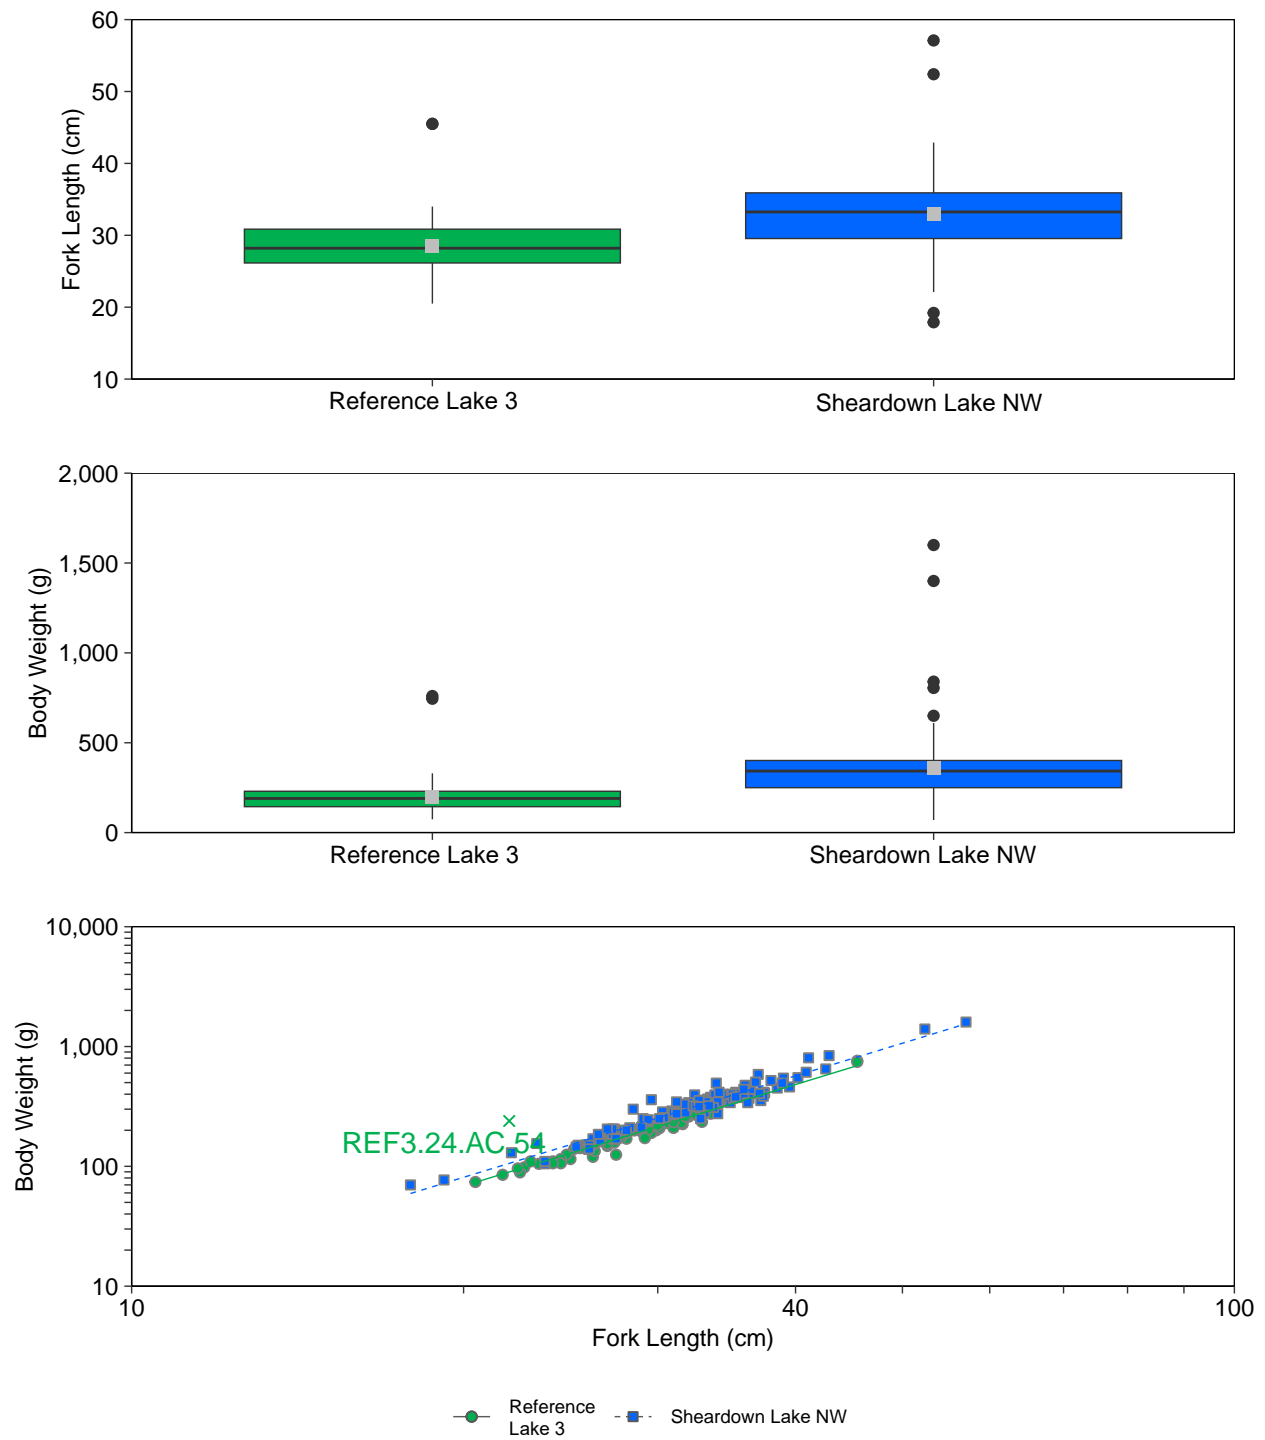 60
50
40
30
20
10
Fork Length (cm)
Reference Lake 3
Sheardown Lake NW
2,000
1,500
1,000
500
0
Body Weight (g)
Reference Lake 3
Sheardown Lake NW
10,000
1,000
100
10
Body Weight (g)
REF3.24.AC.54
10
40
100
Fork Length (cm)
Reference
Lake 3
Sheardown Lake NW